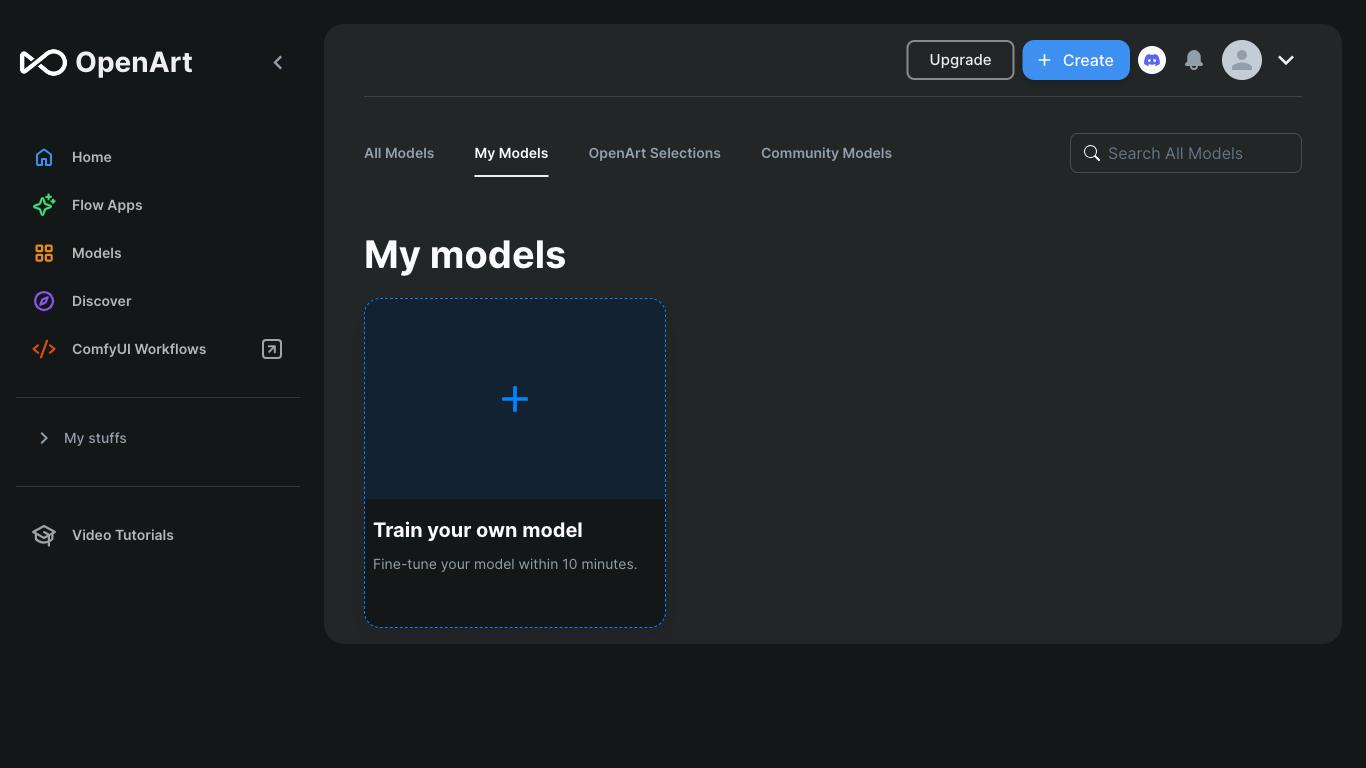 OpenArt
Home
Flow Apps
Models
Discover
ComfyUI Workflows
My stuffs
Video Tutorials
Upgrade
Create
All Models
My Models
OpenArt Selections
Community Models
Search All Models
My models
Train your own model
Fine-tune your model within 10 minutes.